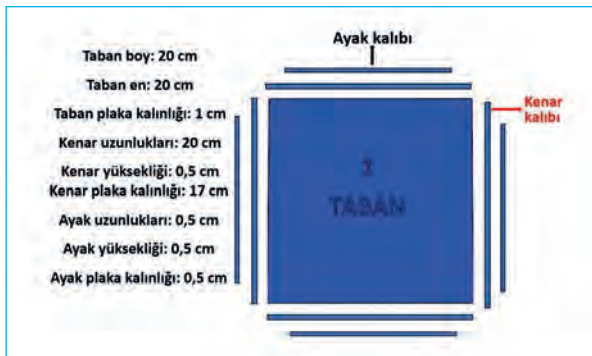 Ayak kalıbı
Taban boy: 20 cm
Taban en: 20 cm
Taban plaka kalınlığı: 1 cm
Kenar uzunlukları: 20 cm
Kenar yüksekliği: 0,5 cm
Kenar plaka kalınlığı: 17 cm
Ayak uzunlukları: 0,5 cm
Ayak yüksekliği: 0,5 cm
Ayak plaka kalınlığı: 0,5 cm
Kenar
kalıbı
TABAN